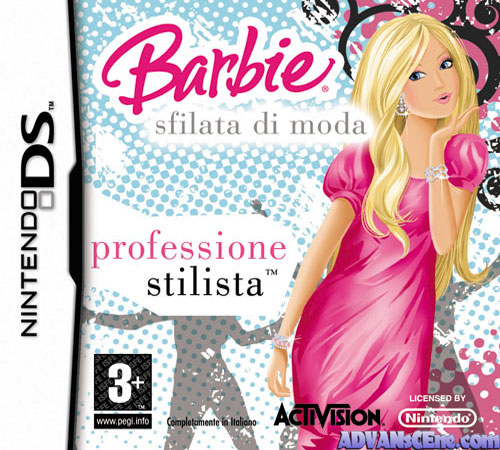 NINTENDO DS™
Barbie®
sfilata di moda
professione
stilista™
3+
www.pegi.info
Completamente in Italiano
ACTIVISION
LICENSED BY
Nintendo
ADVANsCEne.com